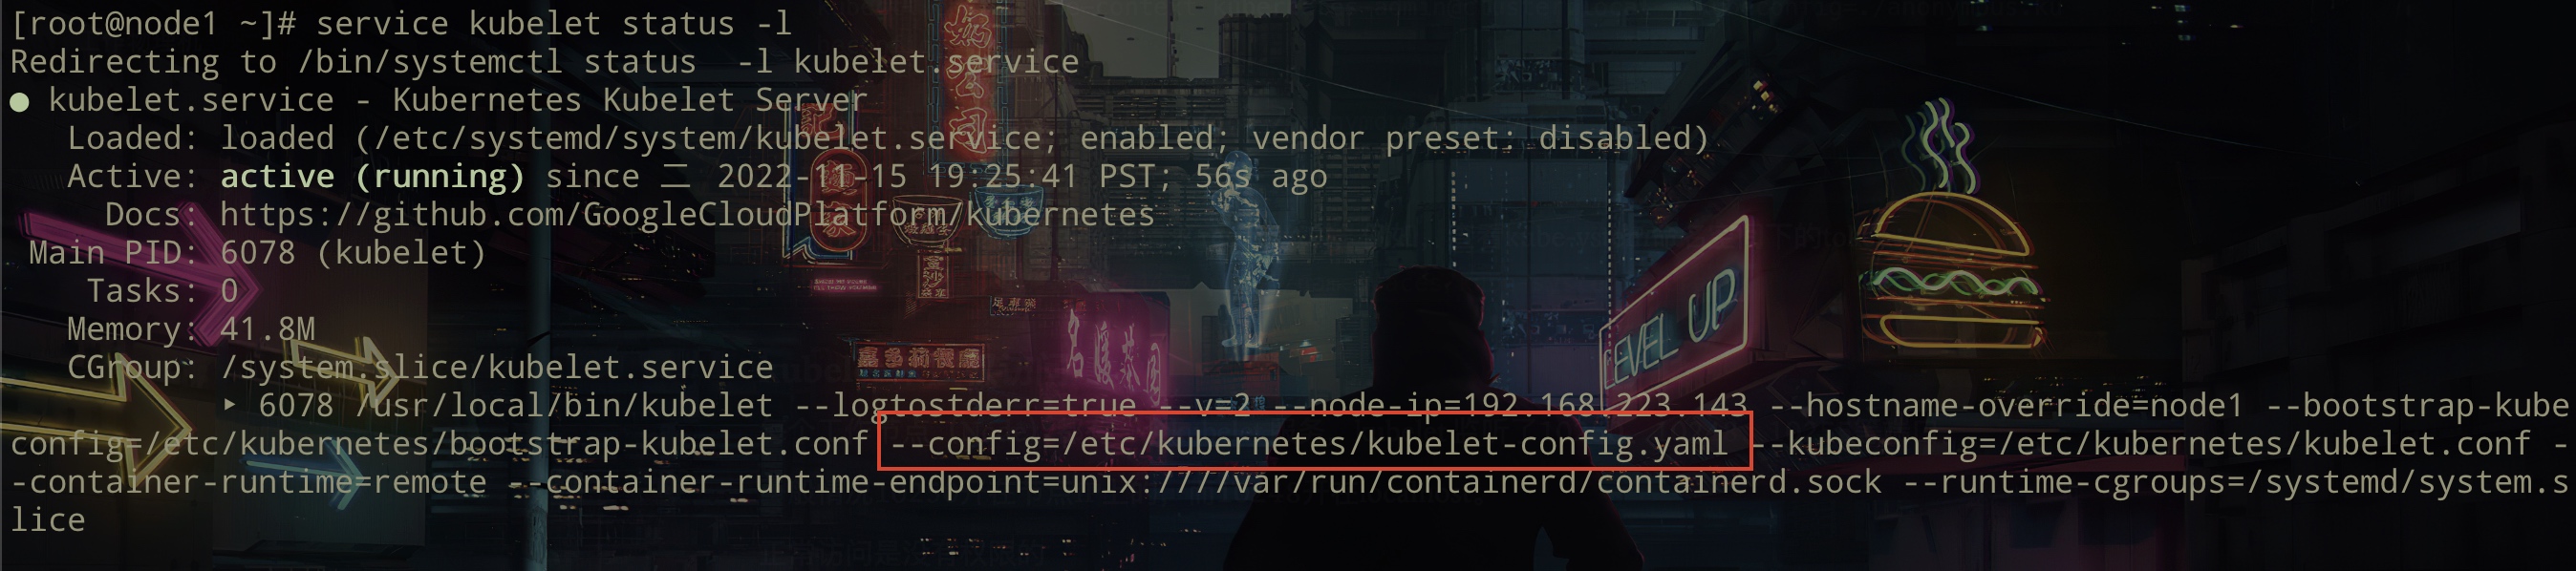 [root@node1 ~]# service kubelet status -l
Redirecting to /bin/systemctl status  -l kubelet.service
● kubelet.service - Kubernetes Kubelet Server
   Loaded: loaded (/etc/systemd/system/kubelet.service; enabled; vendor preset: disabled)
   Active: active (running) since 二 2022-11-15 19:25:41 PST; 56s ago
     Docs: https://github.com/GoogleCloudPlatform/kubernetes
 Main PID: 6078 (kubelet)
    Tasks: 0
   Memory: 41.8M
   CGroup: /system.slice/kubelet.service
           ‣ 6078 /usr/local/bin/kubelet --logtostderr=true --v=2 --node-ip=192.168.223.143 --hostname-override=node1 --bootstrap-kube
config=/etc/kubernetes/bootstrap-kubelet.conf --config=/etc/kubernetes/kubelet-config.yaml --kubeconfig=/etc/kubernetes/kubelet.conf -
-container-runtime=remote --container-runtime-endpoint=unix:////var/run/containerd/containerd.sock --runtime-cgroups=/systemd/system.s
lice
LEVEL UP